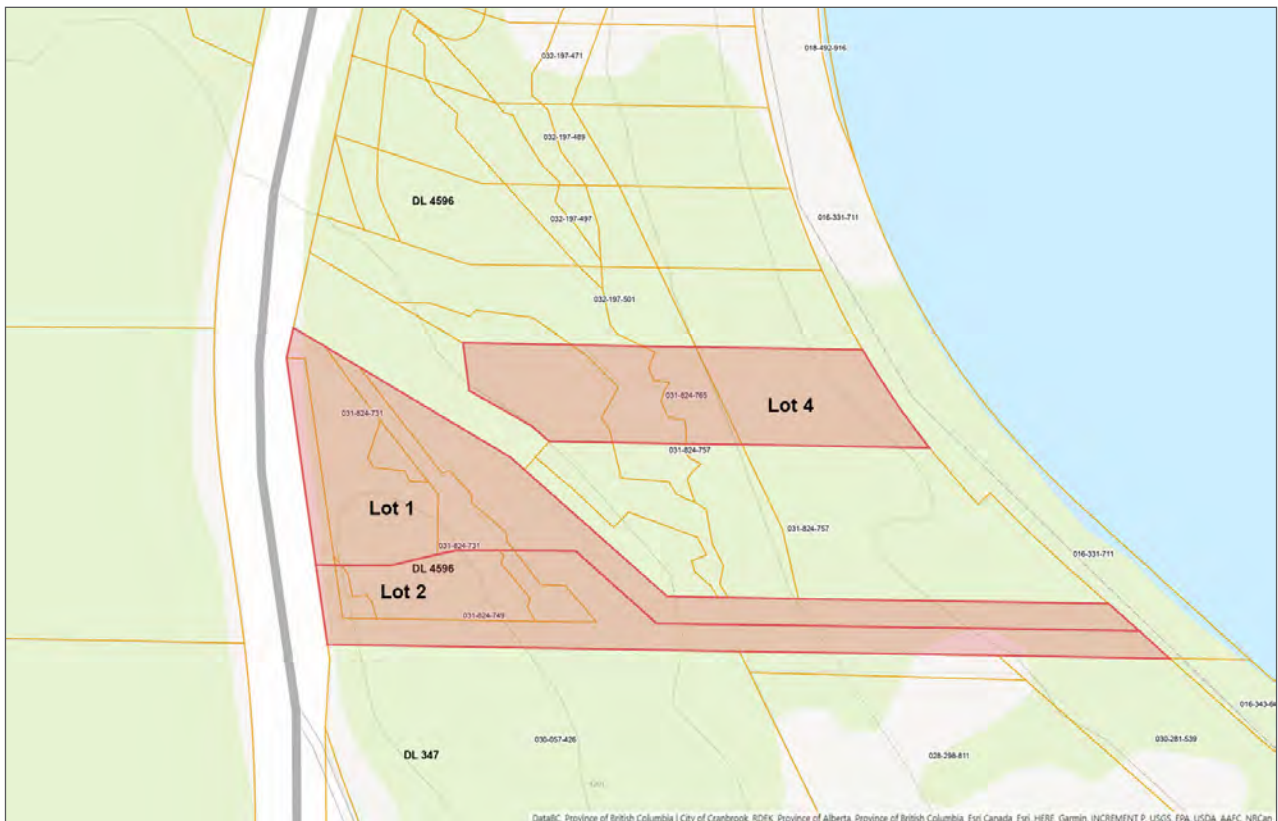 018-492-916
032-197-471
032-197-489
DL 4596
032-197-497
016-331-711
032-197-501
031-824-765
Lot 4
031-824-731
031-824-757
Lot 1
031-824-757
031-824-731
016-331-711
DL 4596
Lot 2
031-824-749
016-343-64
030-057-426
030-281-539
DL 347
028-298-811
DataBC, Province of British Columbia | City of Cranbrook, RDEK, Province of Alberta, Province of British Columbia, Esri Canada, Esri, HERE, Garmin, INCREMENT P, USGS, EPA, USDA, AAFC, NRCan